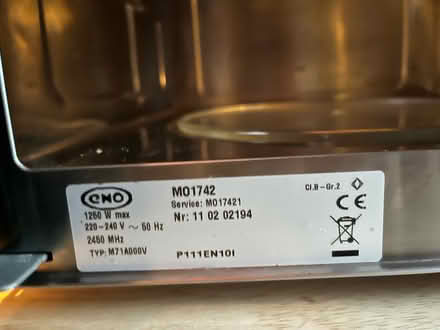 eno
MO1742
Service: MO17421
Nr: 11 02 02194
1250 W max
220-240 V ~ 50 Hz
2450 MHz
TYP: M71A000V
P111EN10I
Cl.B - Gr.2
CE